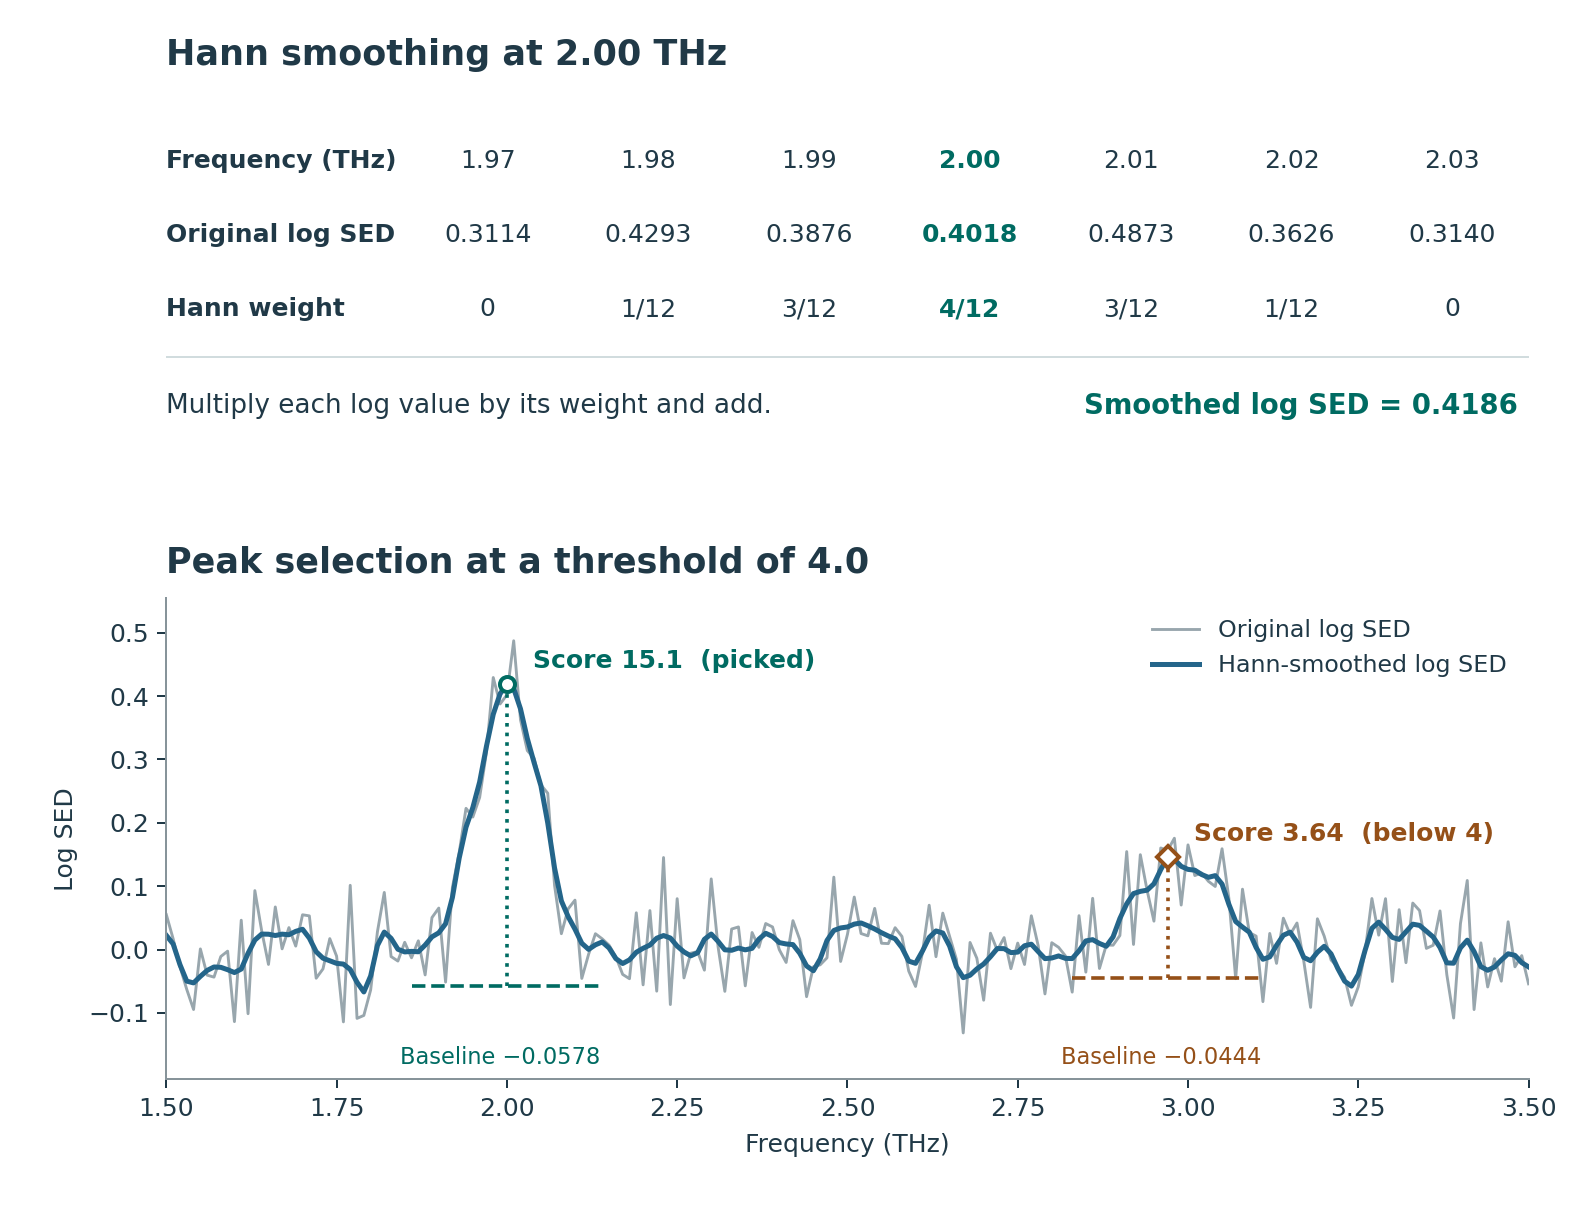 Hann smoothing at 2.00 THz
Frequency (THz) 1.97 1.98 1.99 2.00 2.01 2.02 2.03
Original log SED 0.3114 0.4293 0.3876 0.4018 0.4873 0.3626 0.3140
Hann weight 0 1/12 3/12 4/12 3/12 1/12 0
Multiply each log value by its weight and add. Smoothed log SED = 0.4186
Peak selection at a threshold of 4.0
Original log SED
Hann-smoothed log SED
Score 15.1 (picked)
Score 3.64 (below 4)
Baseline −0.0578
Baseline −0.0444
Log SED
0.5
0.4
0.3
0.2
0.1
0.0
−0.1
1.50 1.75 2.00 2.25 2.50 2.75 3.00 3.25 3.50
Frequency (THz)